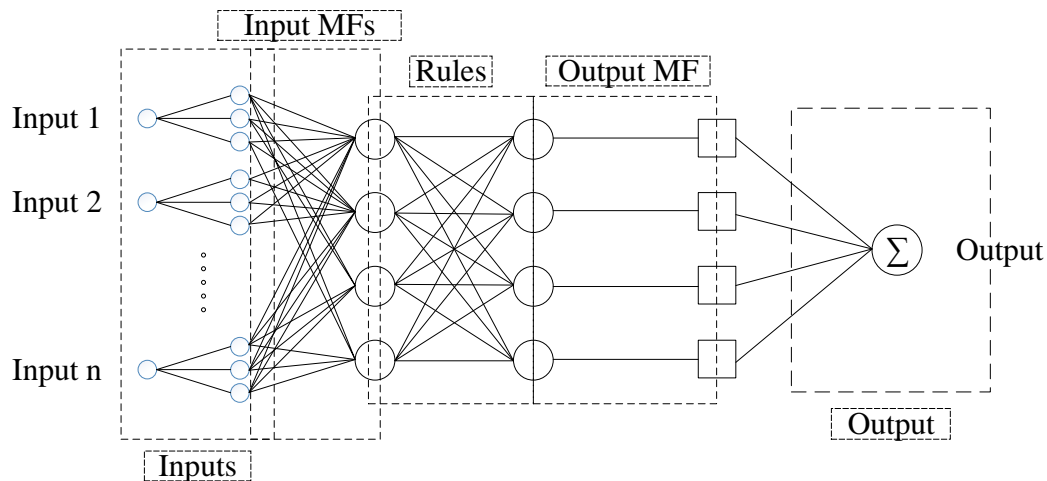 Input MFs
Rules
Output MF
Input 1
Input 2
Input n
∑
Output
Inputs
Output